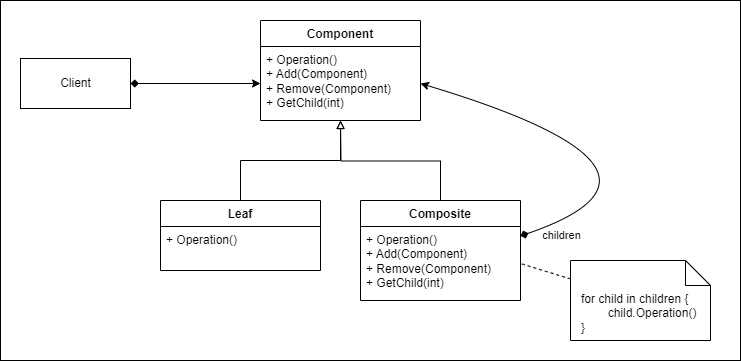 Component
+ Operation()
+ Add(Component)
+ Remove(Component)
+ GetChild(int)
Client
Leaf
+ Operation()
Composite
+ Operation()
+ Add(Component)
+ Remove(Component)
+ GetChild(int)
children
for child in children {
child.Operation()
}